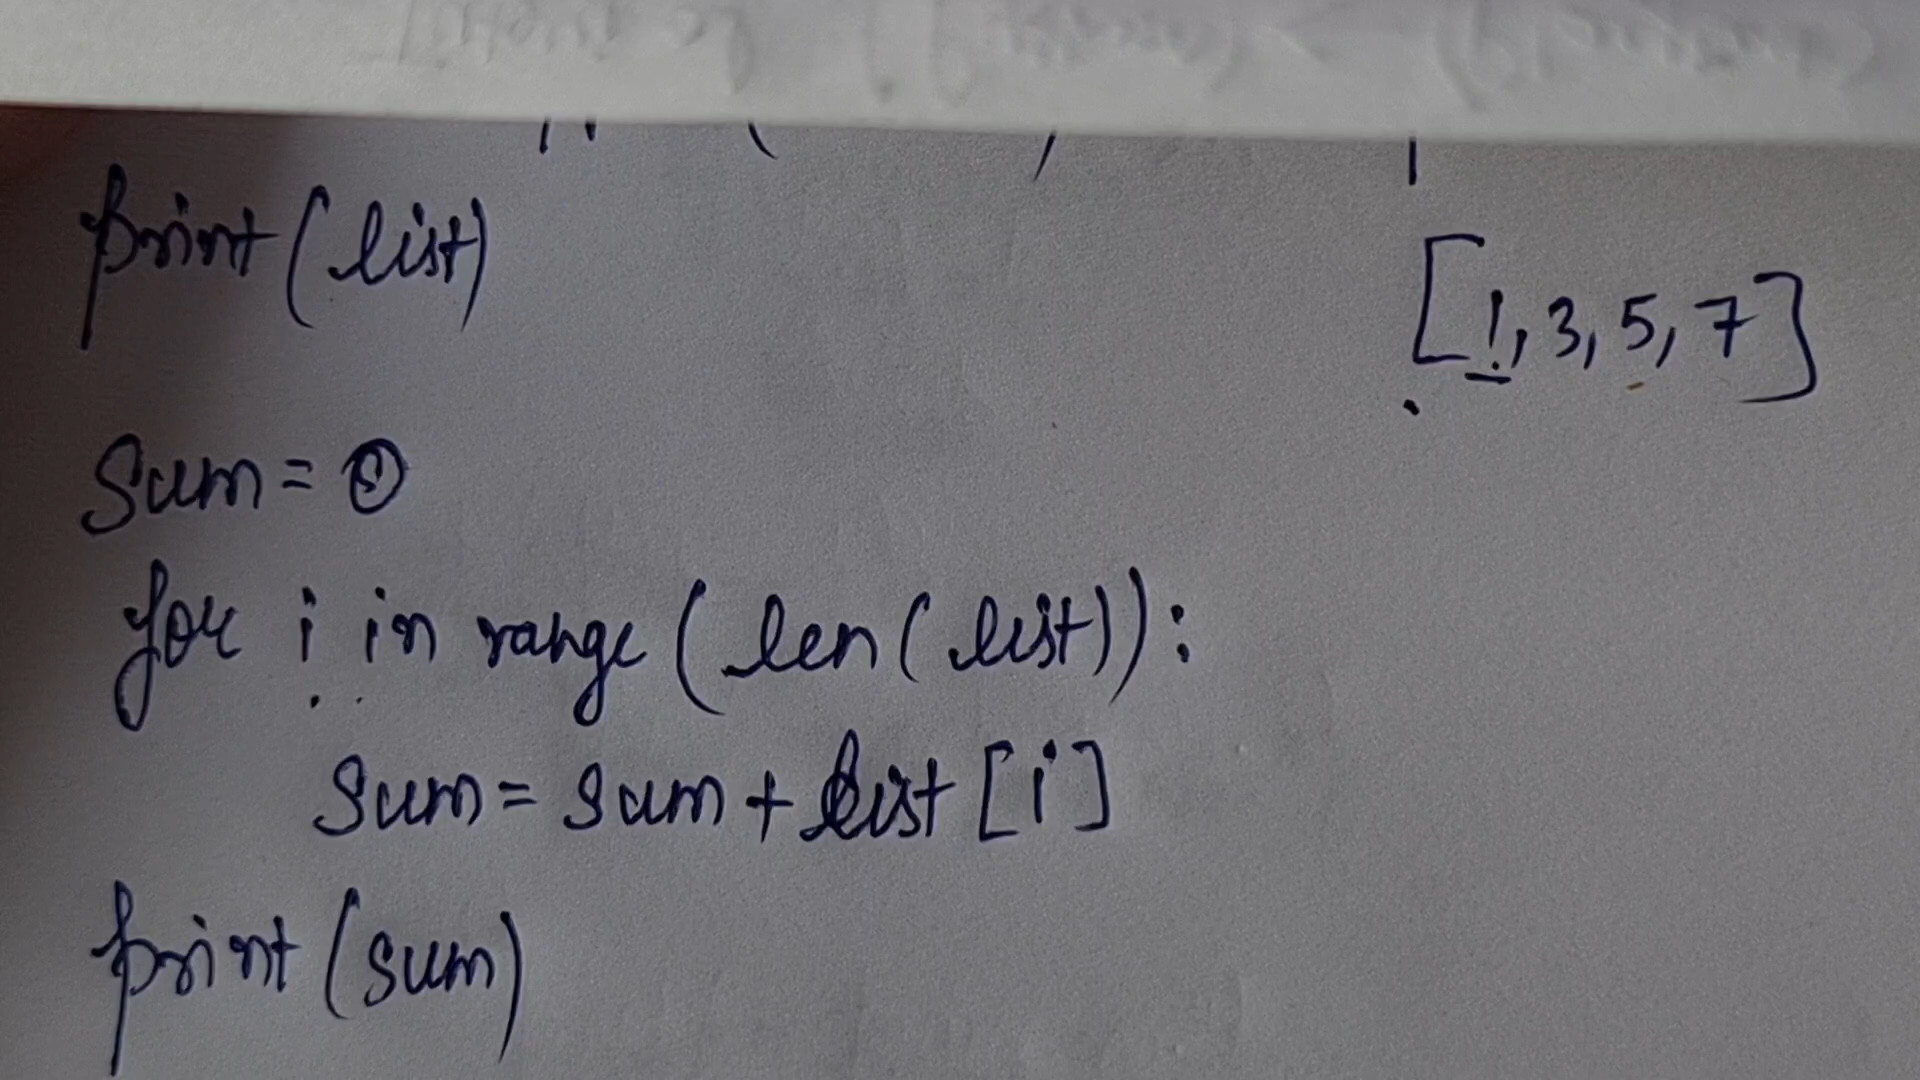 print(list)
[1, 3, 5, 7]
Sum = 0
for i in range(len(list)):
Sum = Sum + list[i]
print(sum)